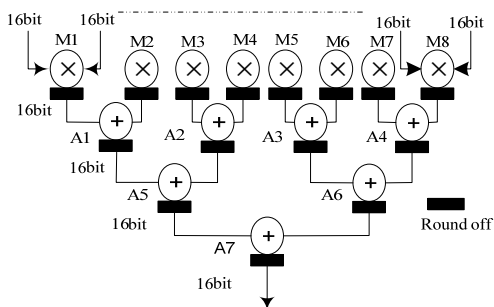 16bit 16bit 16bit 16bit
M1 M2 M3 M4 M5 M6 M7 M8
× × × × × × × ×
16bit
A1 + A2 + A3 + A4 +
16bit
A5 + A6 +
16bit
Round off
A7 +
16bit